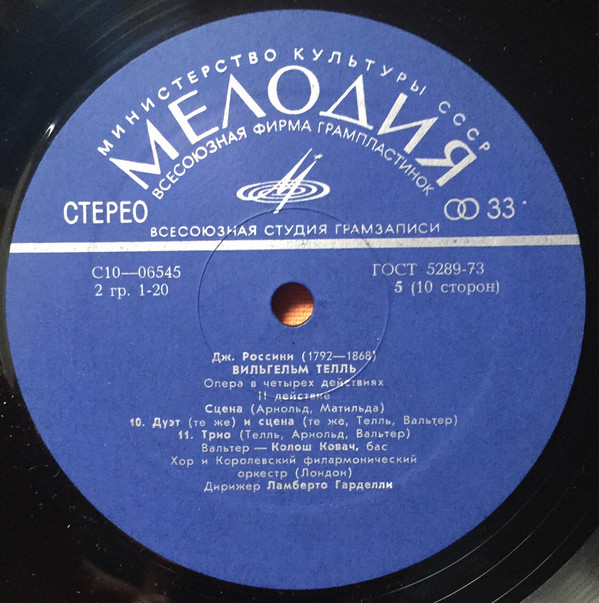 МИНИСТЕРСТВО КУЛЬТУРЫ СССР
МЕЛОДИЯ
ВСЕСОЮЗНАЯ ФИРМА ГРАМПЛАСТИНОК
СТЕРЕО
33
ВСЕСОЮЗНАЯ СТУДИЯ ГРАМЗАПИСИ
С10—06545
ГОСТ 5289-73
2 гр. 1-20
5 (10 сторон)
Дж. Россини (1792—1868)
ВИЛЬГЕЛЬМ ТЕЛЛЬ
Опера в четырех действиях
II действие
Сцена (Арнольд, Матильда)
10. Дуэт (те же) и сцена (те же, Телль, Вальтер)
11. Трио (Телль, Арнольд, Вальтер)
Вальтер — Колош Ковач, бас
Хор и Королевский филармонический
оркестр (Лондон)
Дирижер Ламберто Гарделли